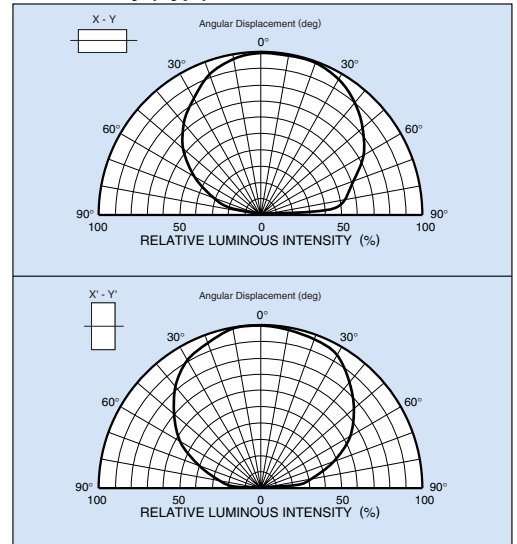 X - Y
Angular Displacement (deg)
0°
30° 30°
60° 60°
90° 90°
100 50 0 50 100
RELATIVE LUMINOUS INTENSITY (%)
X' - Y'
Angular Displacement (deg)
0°
30° 30°
60° 60°
90° 90°
100 50 0 50 100
RELATIVE LUMINOUS INTENSITY (%)